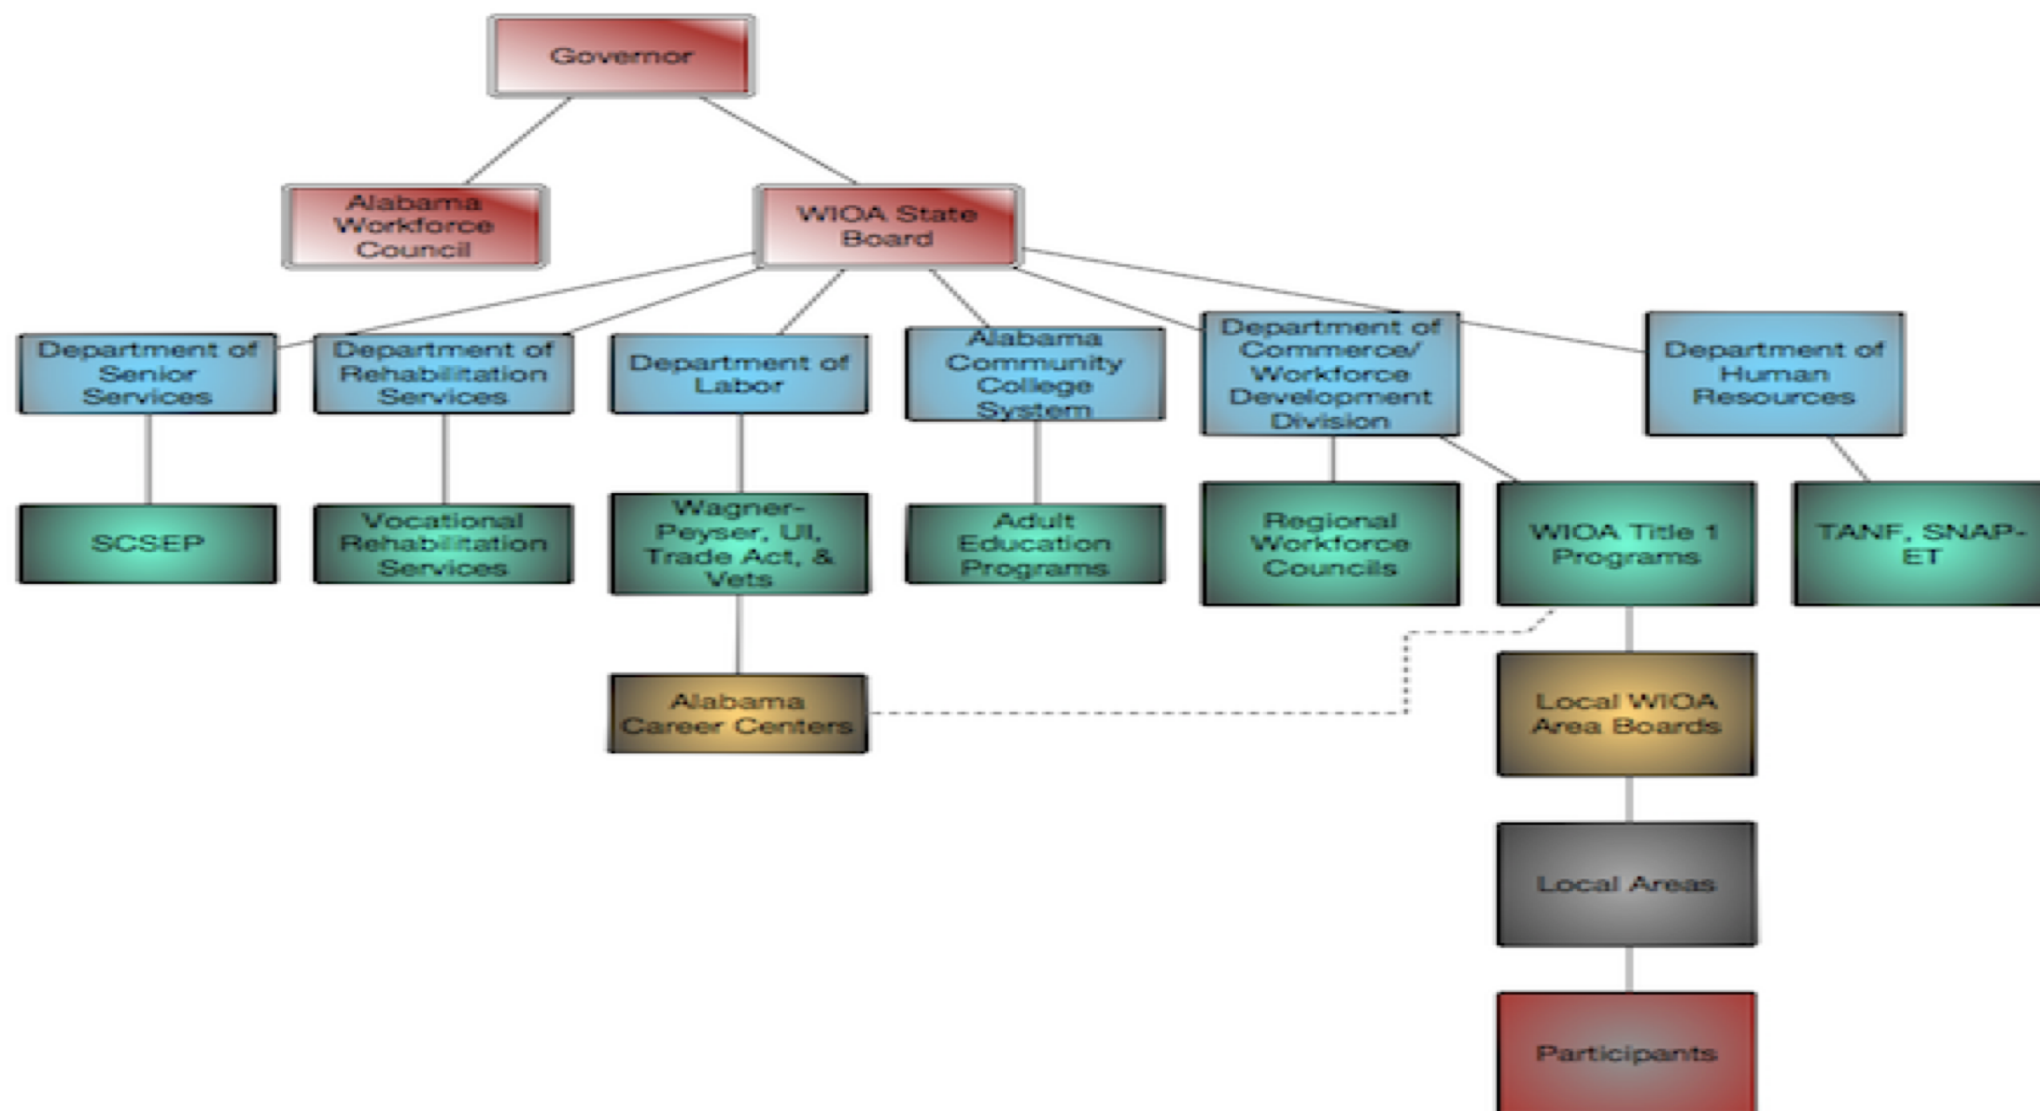 Governor
Alabama
Workforce
Council
WIOA State
Board
Department of
Senior
Services
Department of
Rehabilitation
Services
Department of
Labor
Alabama
Community
College
System
Department of
Commerce/
Workforce
Development
Division
Department of
Human
Resources
SCSEP
Vocational
Rehabilitation
Services
Wagner-
Peyser, UI,
Trade Act, &
Vets
Adult
Education
Programs
Regional
Workforce
Councils
WIOA Title 1
Programs
TANF, SNAP-
ET
Alabama
Career Centers
Local WIOA
Area Boards
Local Areas
Participants